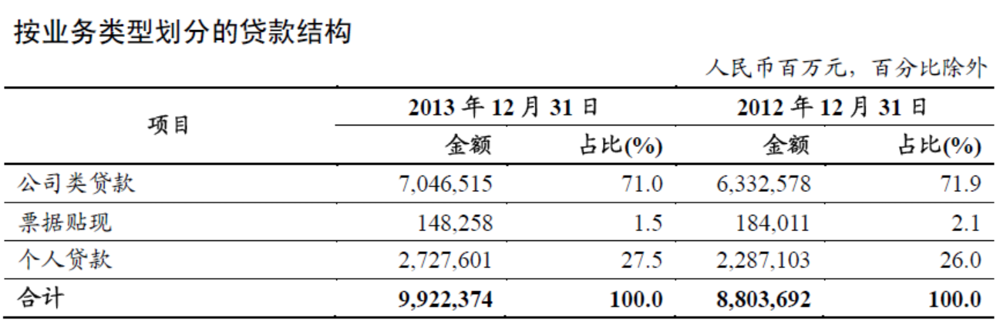 按业务类型划分的贷款结构
人民币百万元，百分比除外
项目 2013 年 12 月 31 日 2012 年 12 月 31 日
金额 占比(%) 金额 占比(%)
公司类贷款 7,046,515 71.0 6,332,578 71.9
票据贴现 148,258 1.5 184,011 2.1
个人贷款 2,727,601 27.5 2,287,103 26.0
合计 9,922,374 100.0 8,803,692 100.0